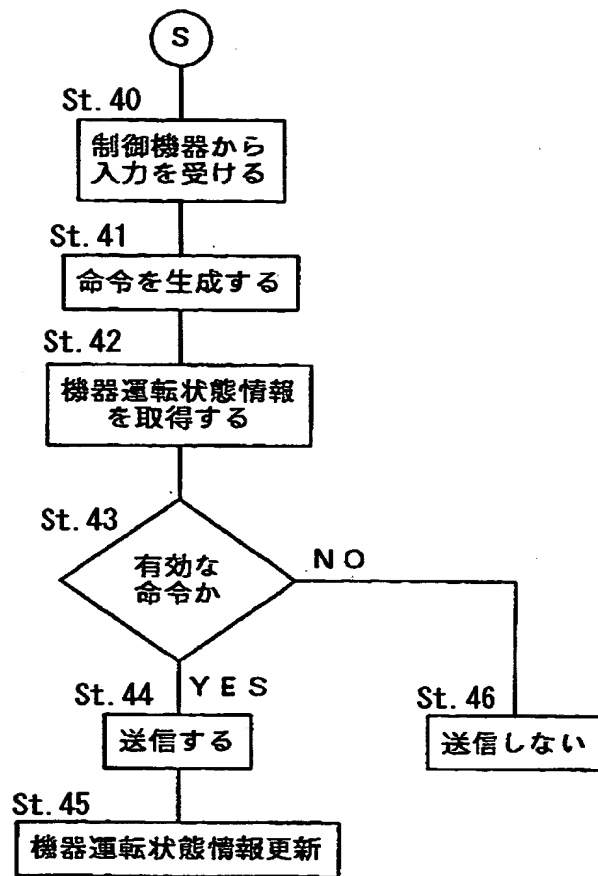 S
St. 40
制御機器から
入力を受ける
St. 41
命令を生成する
St. 42
機器運転状態情報
を取得する
St. 43
有効な
命令か
NO
YES
St. 44
送信する
St. 46
送信しない
St. 45
機器運転状態情報更新